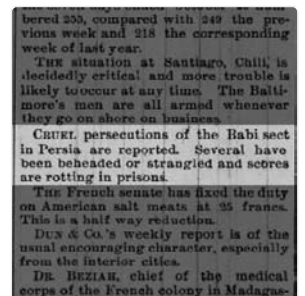 bered 255, compared with 249 the pre-
vious week and 218 the corresponding
week of last year.
THE situation at Santiago, Chili, is
decidedly critical and more trouble is
likely to occur at any time. The Balti-
more's men are all armed whenever
they go on shore on business.
CRUEL persecutions of the Babi sect
in Persia are reported. Several have
been beheaded or strangled and scores
are rotting in prisons.
THE French senate has fixed the duty
on American salt meats at 25 francs.
This is a half way reduction.
DUN & CO.'S weekly report is of the
usual encouraging character, especially
from the interior cities.
DR. BEZIAH, chief of the medical
corps of the French colony in Madagas-